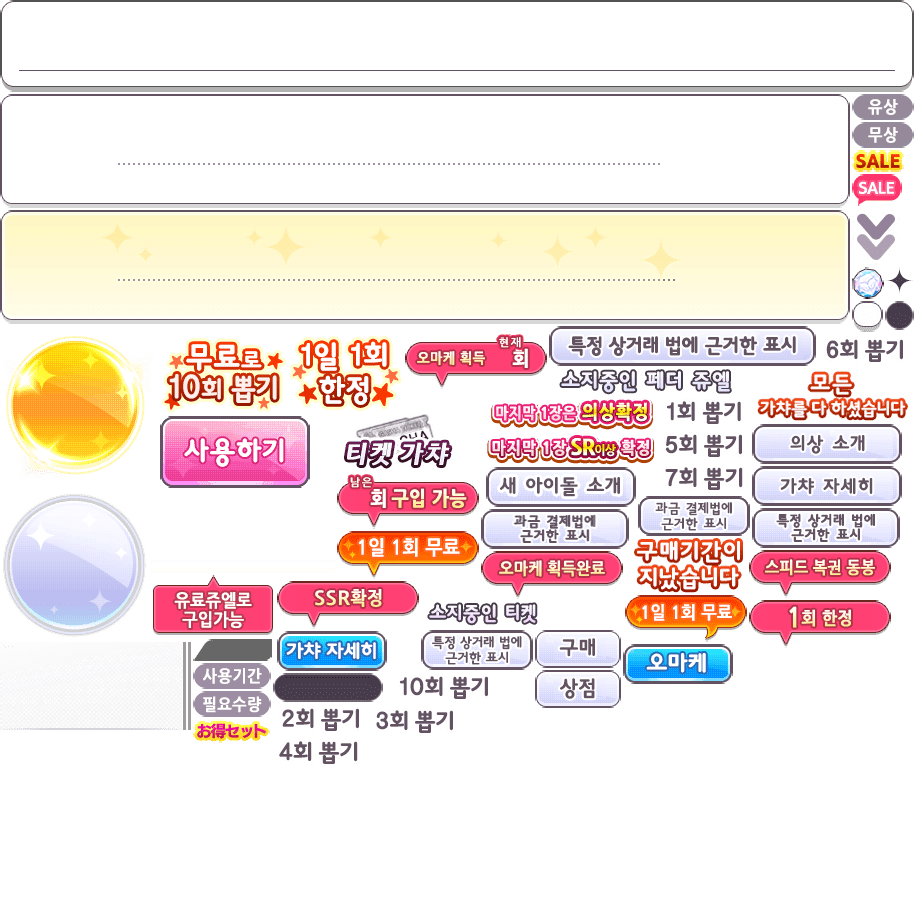 유상
무상
SALE
SALE
무료로
10회 뽑기
1일 1회
한정
현재
오마케 획득 회
특정 상거래 법에 근거한 표시
6회 뽑기
소지중인 페더 쥬엘
모든
가챠를 다 하셨습니다
마지막 1장은 의상확정
1회 뽑기
사용하기
티켓 가챠
마지막 1장 SR이상 확정
5회 뽑기
의상 소개
새 아이돌 소개
7회 뽑기
가챠 자세히
남은
회 구입 가능
과금 결제법에
근거한 표시
과금 결제법에
근거한 표시
특정 상거래 법에
근거한 표시
1일 1회 무료
구매기간이
지났습니다
오마케 획득완료
스피드 복권 동봉
유료쥬엘로
구입가능
SSR확정
소지중인 티켓
1일 1회 무료
1회 한정
가챠 자세히
특정 상거래 법에
근거한 표시
구매
오마케
사용기간
10회 뽑기
상점
필요수량
2회 뽑기
3회 뽑기
お得セット
4회 뽑기